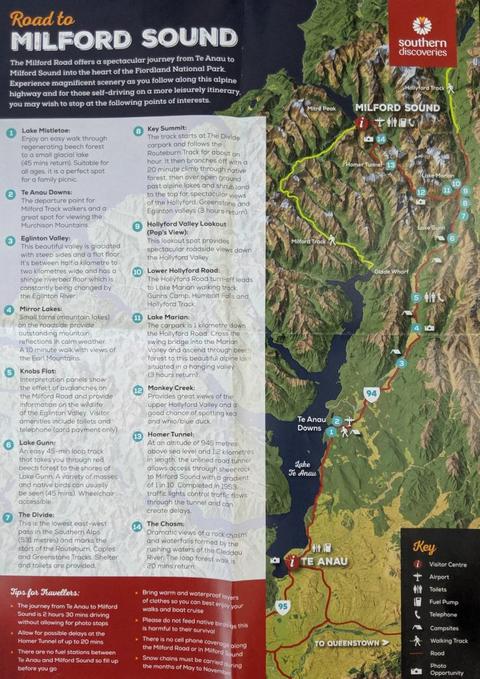 Road to
MILFORD SOUND
The Milford Road offers a spectacular journey from Te Anau to
Milford Sound into the heart of the Fiordland National Park.
Experience magnificent scenery as you follow along this alpine
highway and for those self-driving on a more leisurely itinerary,
you may wish to stop at the following points of interest.
1 Lake Mistletoe:
Enjoy an easy walk through
regenerating beech forest
to a small glacial lake
(45 mins return). Suitable
for all ages, it is a perfect spot
for a family picnic.
2 Te Anau Downs:
The departure point for
Milford Track walkers and a
great spot for viewing the
Murchison Mountains.
3 Eglinton Valley:
This beautiful valley is glaciated
with steep sides and a flat floor.
It's between half a kilometre to
two kilometres wide and has a
shingle riverbed floor which is
constantly being changed by
the Eglinton River.
4 Mirror Lakes:
Small tarns (mountain lakes)
on the roadside provide
outstanding mountain
reflections in calm weather.
A 10 minute walk with views of
the Earl Mountains.
5 Knobs Flat:
Interpretation panels show
the effect of avalanches on
the Milford Road and provide
information on the wildlife
of the Eglinton Valley. Visitor
amenities include toilets and
telephone (card payment only).
6 Lake Gunn:
An easy 45-min loop track
that takes you through red
beech forest to the shores of
Lake Gunn. A variety of mosses
and native birds can usually
be seen (45 mins). Wheelchair
accessible.
7 The Divide:
This is the lowest east-west
pass in the Southern Alps
(531 metres) and marks the
start of the Routeburn, Caples
and Greenstone Tracks. Shelter
and toilets are provided.
8 Key Summit:
The track starts at The Divide
carpark and follows the
Routeburn Track for about an
hour. It then branches off with a
20 minute climb through native
forest, then over open ground
past alpine lakes and shrubland
to the top for spectacular views
of the Hollyford, Greenstone and
Eglinton valleys (3 hours return).
9 Hollyford Valley Lookout
(Pop's View):
This lookout spot provides
spectacular roadside views down
the Hollyford Valley.
10 Lower Hollyford Road:
The Hollyford Road turn-off leads
to Lake Marian walking track,
Gunns Camp, Humboldt Falls and
Hollyford Track.
11 Lake Marian:
The carpark is 1 kilometre down
the Hollyford Road. Cross the
swing bridge into the Marian
Valley and ascend through beech
forest to this beautiful alpine lake
situated in a hanging valley
(3 hours return).
12 Monkey Creek:
Provides great views of the
upper Hollyford Valley and a
good chance of spotting kea
and whio/blue duck.
13 Homer Tunnel:
At an altitude of 945 metres
above sea level and 1.2 kilometres
in length, the unlined road tunnel
allows access through sheer rock
to Milford with a gradient
of 1 in 10. Completed in 1953,
traffic lights control traffic flows
through the tunnel and can
create delays.
14 The Chasm:
Dramatic views of a rock chasm
and waterfalls formed by the
rushing waters of the Cleddau
River. The loop forest walk is
20 mins return.
Tips for Travellers:
• The journey from Te Anau to Milford
Sound is 2 hours 30 mins driving
without allowing for photo stops
• Allow for possible delays at the
Homer Tunnel of up to 20 mins
• There are no fuel stations between
Te Anau and Milford Sound so fill up
before you go
• Bring warm and waterproof layers
of clothes so you can best enjoy your
walks and boat cruise
• Please do not feed native birds as this
is harmful to their survival
• There is no cell phone coverage along
the Milford Road or in Milford Sound
• Snow chains must be carried during
the months of May to November
southern
discoveries
Hollyford Track
Mitre Peak
MILFORD SOUND
14
Homer Tunnel
13
Lake Marian
12
11
10
9
8
7
Lake Gunn
6
Milford Track
Glade Wharf
5
4
3
94
Te Anau
Downs
2
1
Lake
Te Anau
TE ANAU
95
TO QUEENSTOWN >
Key
Visitor Centre
Airport
Toilets
Fuel Pump
Telephone
Campsites
Walking Track
Road
Photo
Opportunity